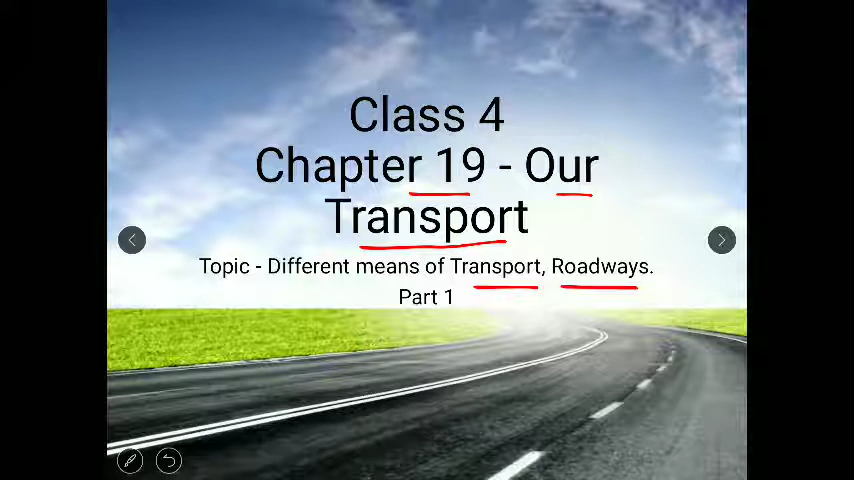 Class 4
Chapter 19 - Our
Transport
Topic - Different means of Transport, Roadways.
Part 1